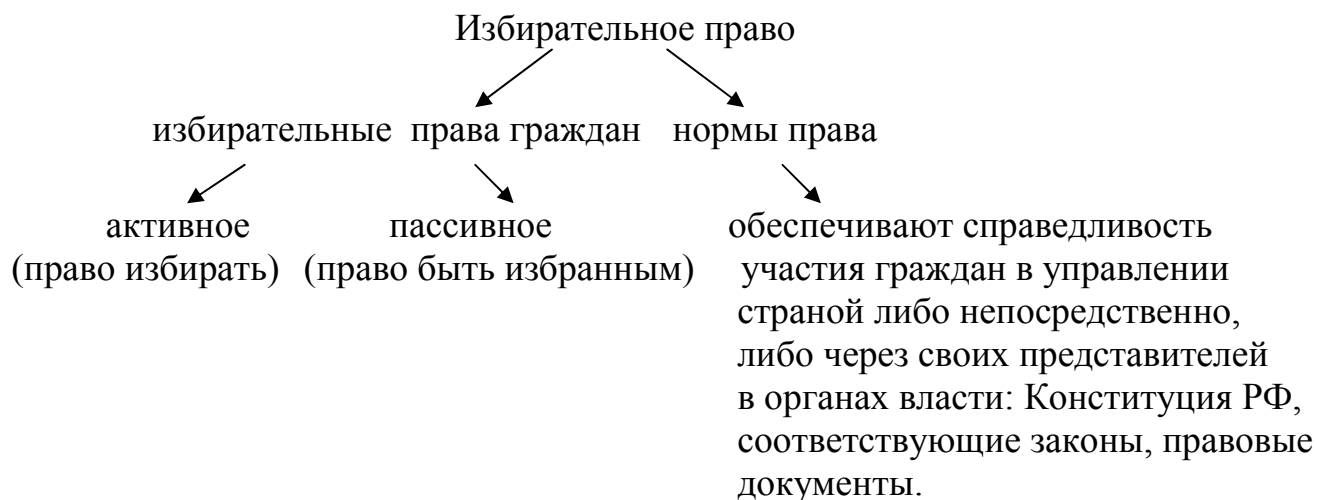 Избирательное право
избирательные права граждан нормы права
активное пассивное обеспечивают справедливость
(право избирать) (право быть избранным) участия граждан в управлении
страной либо непосредственно,
либо через своих представителей
в органах власти: Конституция РФ,
соответствующие законы, правовые
документы.